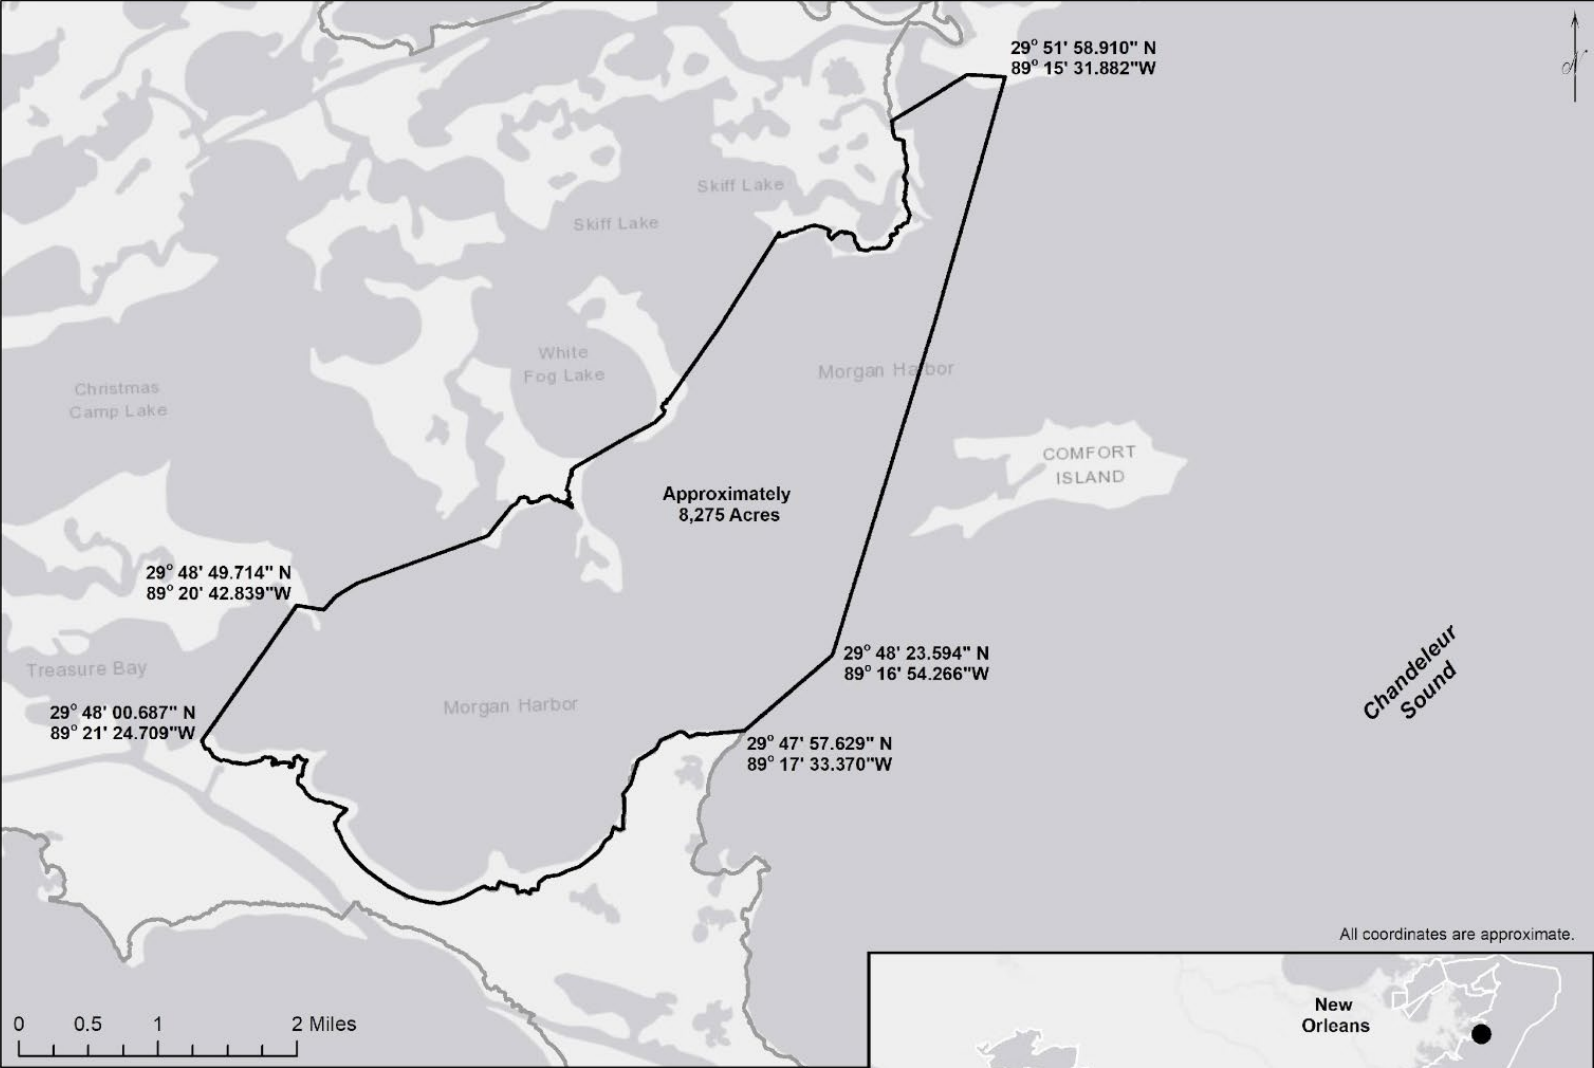 29° 51' 58.910" N
89° 15' 31.882"W
N
Skiff Lake
Skiff Lake
White
Fog Lake
Morgan Harbor
Christmas
Camp Lake
COMFORT
ISLAND
Approximately
8,275 Acres
29° 48' 49.714" N
89° 20' 42.839"W
Treasure Bay
29° 48' 23.594" N
89° 16' 54.266"W
Chandeleur
Sound
Morgan Harbor
29° 48' 00.687" N
89° 21' 24.709"W
29° 47' 57.629" N
89° 17' 33.370"W
All coordinates are approximate.
New
Orleans
0 0.5 1 2 Miles